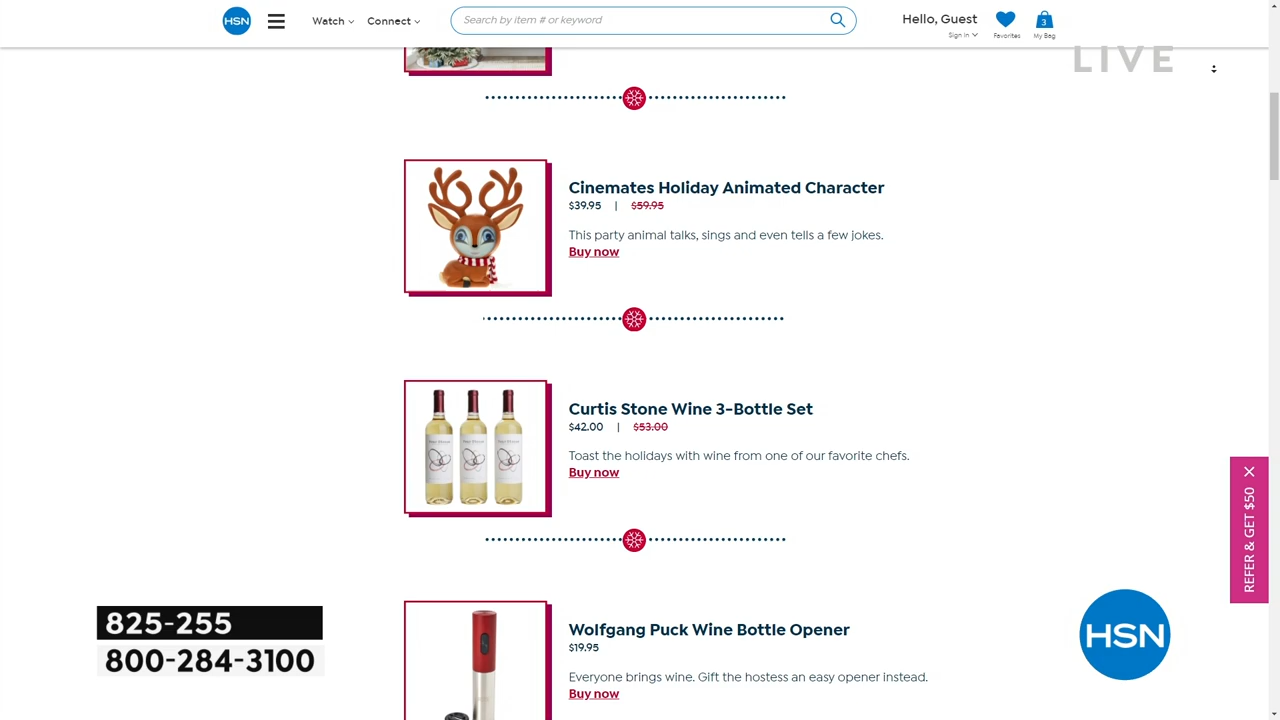 HSN
Watch
Connect
Search by item # or keyword
Hello, Guest
Sign In
Favorites
3
My Bag
LIVE
Cinemates Holiday Animated Character
$39.95 | $59.95
This party animal talks, sings and even tells a few jokes.
Buy now
Curtis Stone Wine 3-Bottle Set
$42.00 | $53.00
Toast the holidays with wine from one of our favorite chefs.
Buy now
REFER & GET $50
Wolfgang Puck Wine Bottle Opener
$19.95
Everyone brings wine. Gift the hostess an easy opener instead.
Buy now
825-255
800-284-3100
HSN